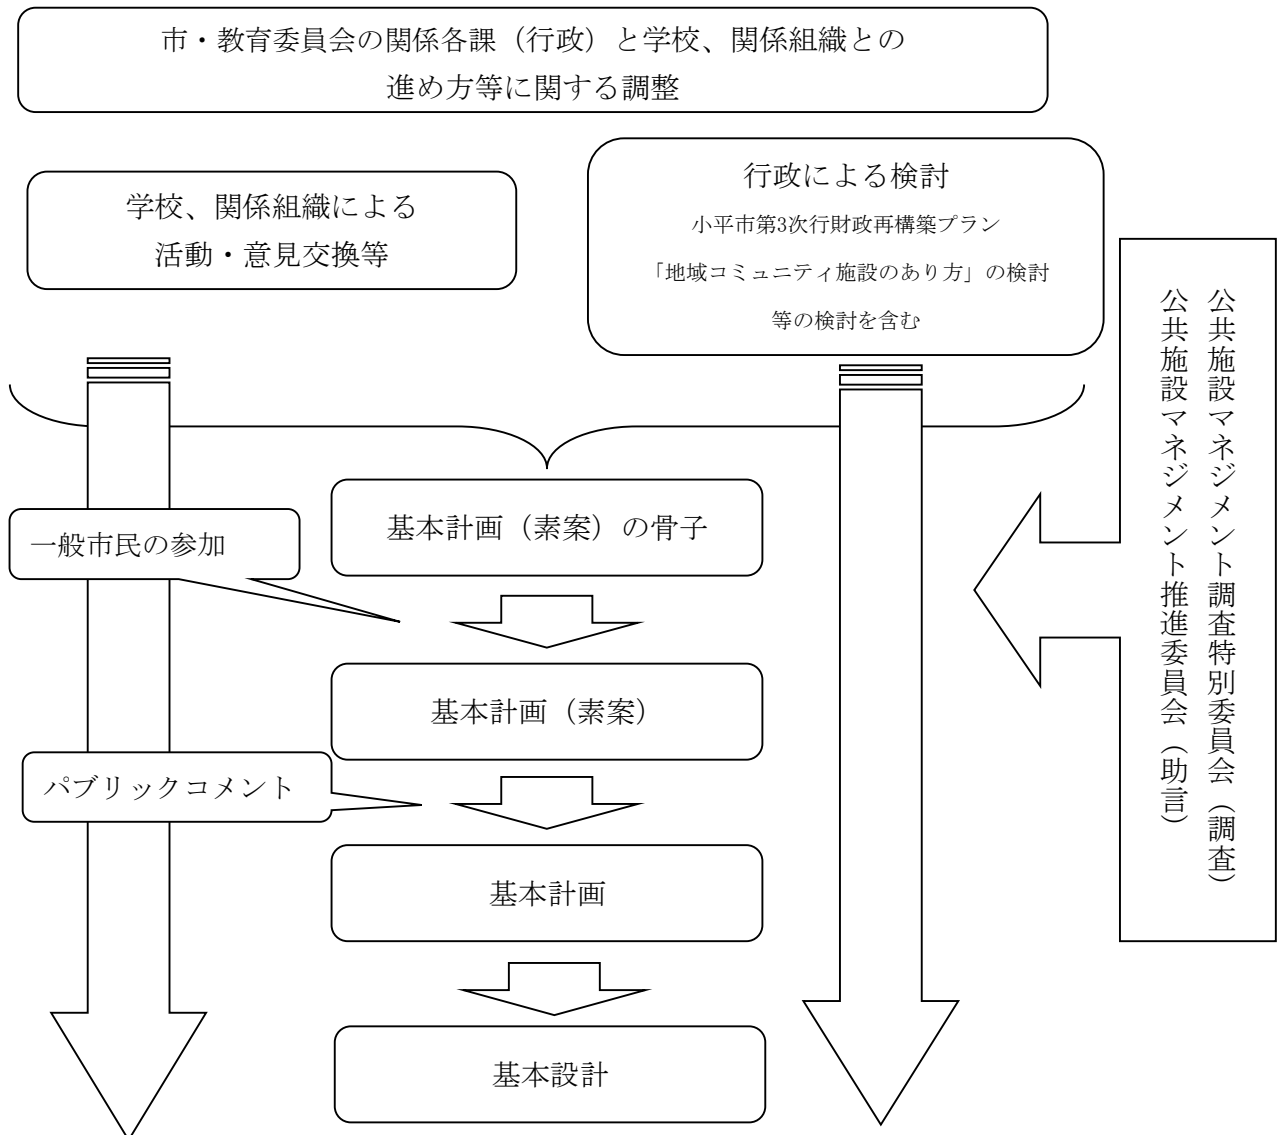 市・教育委員会の関係各課（行政）と学校、関係組織との
進め方等に関する調整
学校、関係組織による
活動・意見交換等
行政による検討
小平市第3次行財政再構築プラン
「地域コミュニティ施設のあり方」の検討
等の検討を含む
公共施設マネジメント調査特別委員会（調査）
公共施設マネジメント推進委員会（助言）
基本計画（素案）の骨子
一般市民の参加
基本計画（素案）
パブリックコメント
基本計画
基本設計